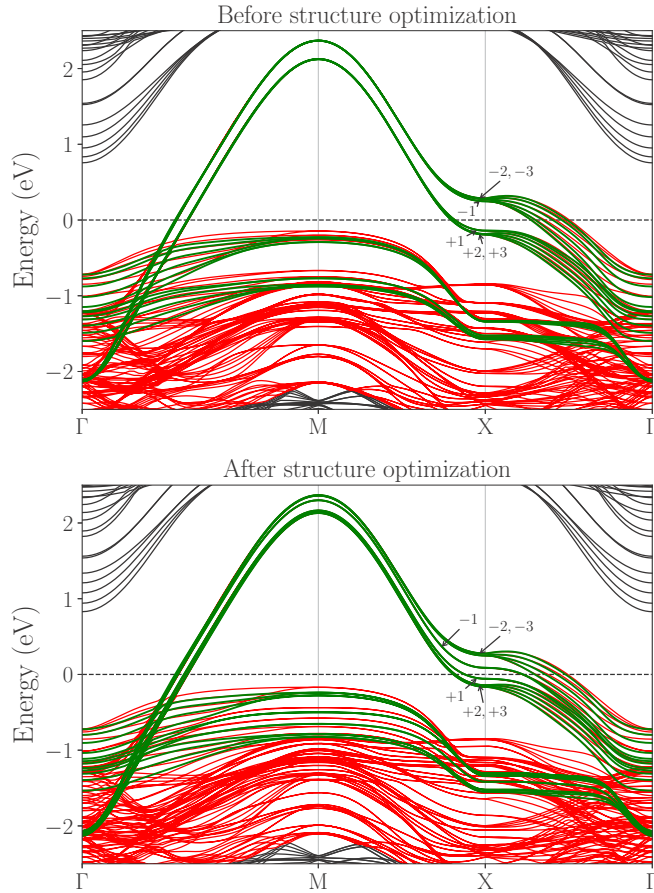 Before structure optimization
Energy (eV)
2
1
0
−1
−2
−2, −3
−1
+1
+2, +3
Γ
M
X
Γ
After structure optimization
Energy (eV)
2
1
0
−1
−2
−1
−2, −3
+1
+2, +3
Γ
M
X
Γ